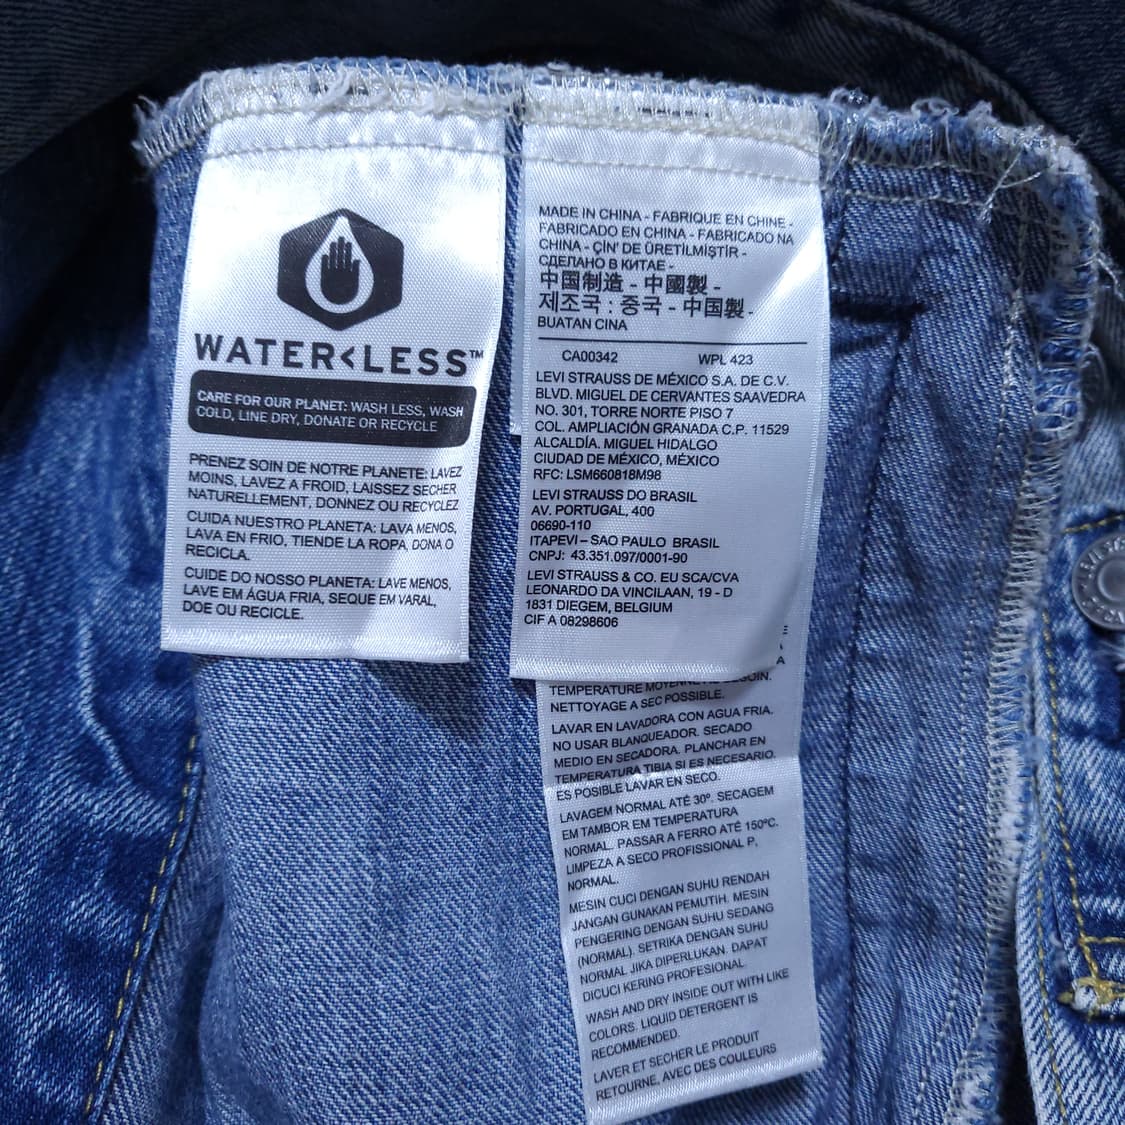 WATER<LESS™
CARE FOR OUR PLANET: WASH LESS, WASH
COLD, LINE DRY, DONATE OR RECYCLE
PRENEZ SOIN DE NOTRE PLANETE: LAVEZ
MOINS, LAVEZ A FROID, LAISSEZ SECHER
NATURELLEMENT, DONNEZ OU RECYCLEZ
CUIDA NUESTRO PLANETA: LAVA MENOS,
LAVA EN FRIO, TIENDE LA ROPA, DONA O
RECICLA.
CUIDE DO NOSSO PLANETA: LAVE MENOS,
LAVE EM ÁGUA FRIA, SEQUE EM VARAL,
DOE OU RECICLE.
MADE IN CHINA - FABRIQUE EN CHINE -
FABRICADO EN CHINA - FABRICADO NA
CHINA - ÇİN' DE ÜRETİLMİŞTİR -
СДЕЛАНО В КИТАЕ -
中国制造 - 中國製 -
제조국 : 중국 - 中国製 -
BUATAN CINA
CA00342 WPL 423
LEVI STRAUSS DE MÉXICO S.A. DE C.V.
BLVD. MIGUEL DE CERVANTES SAAVEDRA
NO. 301, TORRE NORTE PISO 7
COL. AMPLIACIÓN GRANADA C.P. 11529
ALCALDÍA. MIGUEL HIDALGO
CIUDAD DE MÉXICO, MÉXICO
RFC: LSM660818M98
LEVI STRAUSS DO BRASIL
AV. PORTUGAL, 400
06690-110
ITAPEVI – SAO PAULO BRASIL
CNPJ: 43.351.097/0001-90
LEVI STRAUSS & CO. EU SCA/CVA
LEONARDO DA VINCILAAN, 19 - D
1831 DIEGEM, BELGIUM
CIF A 08298606
TEMPERATURE MOYENNE BESOIN.
NETTOYAGE A SEC POSSIBLE.
LAVAR EN LAVADORA CON AGUA FRIA.
NO USAR BLANQUEADOR. SECADO
MEDIO EN SECADORA. PLANCHAR EN
TEMPERATURA TIBIA SI ES NECESARIO.
ES POSIBLE LAVAR EN SECO.
LAVAGEM NORMAL ATÉ 30º. SECAGEM
EM TAMBOR EM TEMPERATURA
NORMAL. PASSAR A FERRO ATÉ 150ºC.
LIMPEZA A SECO PROFISSIONAL P,
NORMAL.
MESIN CUCI DENGAN SUHU RENDAH
JANGAN GUNAKAN PEMUTIH. MESIN
PENGERING DENGAN SUHU SEDANG
(NORMAL). SETRIKA DENGAN SUHU
NORMAL JIKA DIPERLUKAN. DAPAT
DICUCI KERING PROFESIONAL
WASH AND DRY INSIDE OUT WITH LIKE
COLORS. LIQUID DETERGENT IS
RECOMMENDED.
LAVER ET SECHER LE PRODUIT
RETOURNE, AVEC DES COULEURS